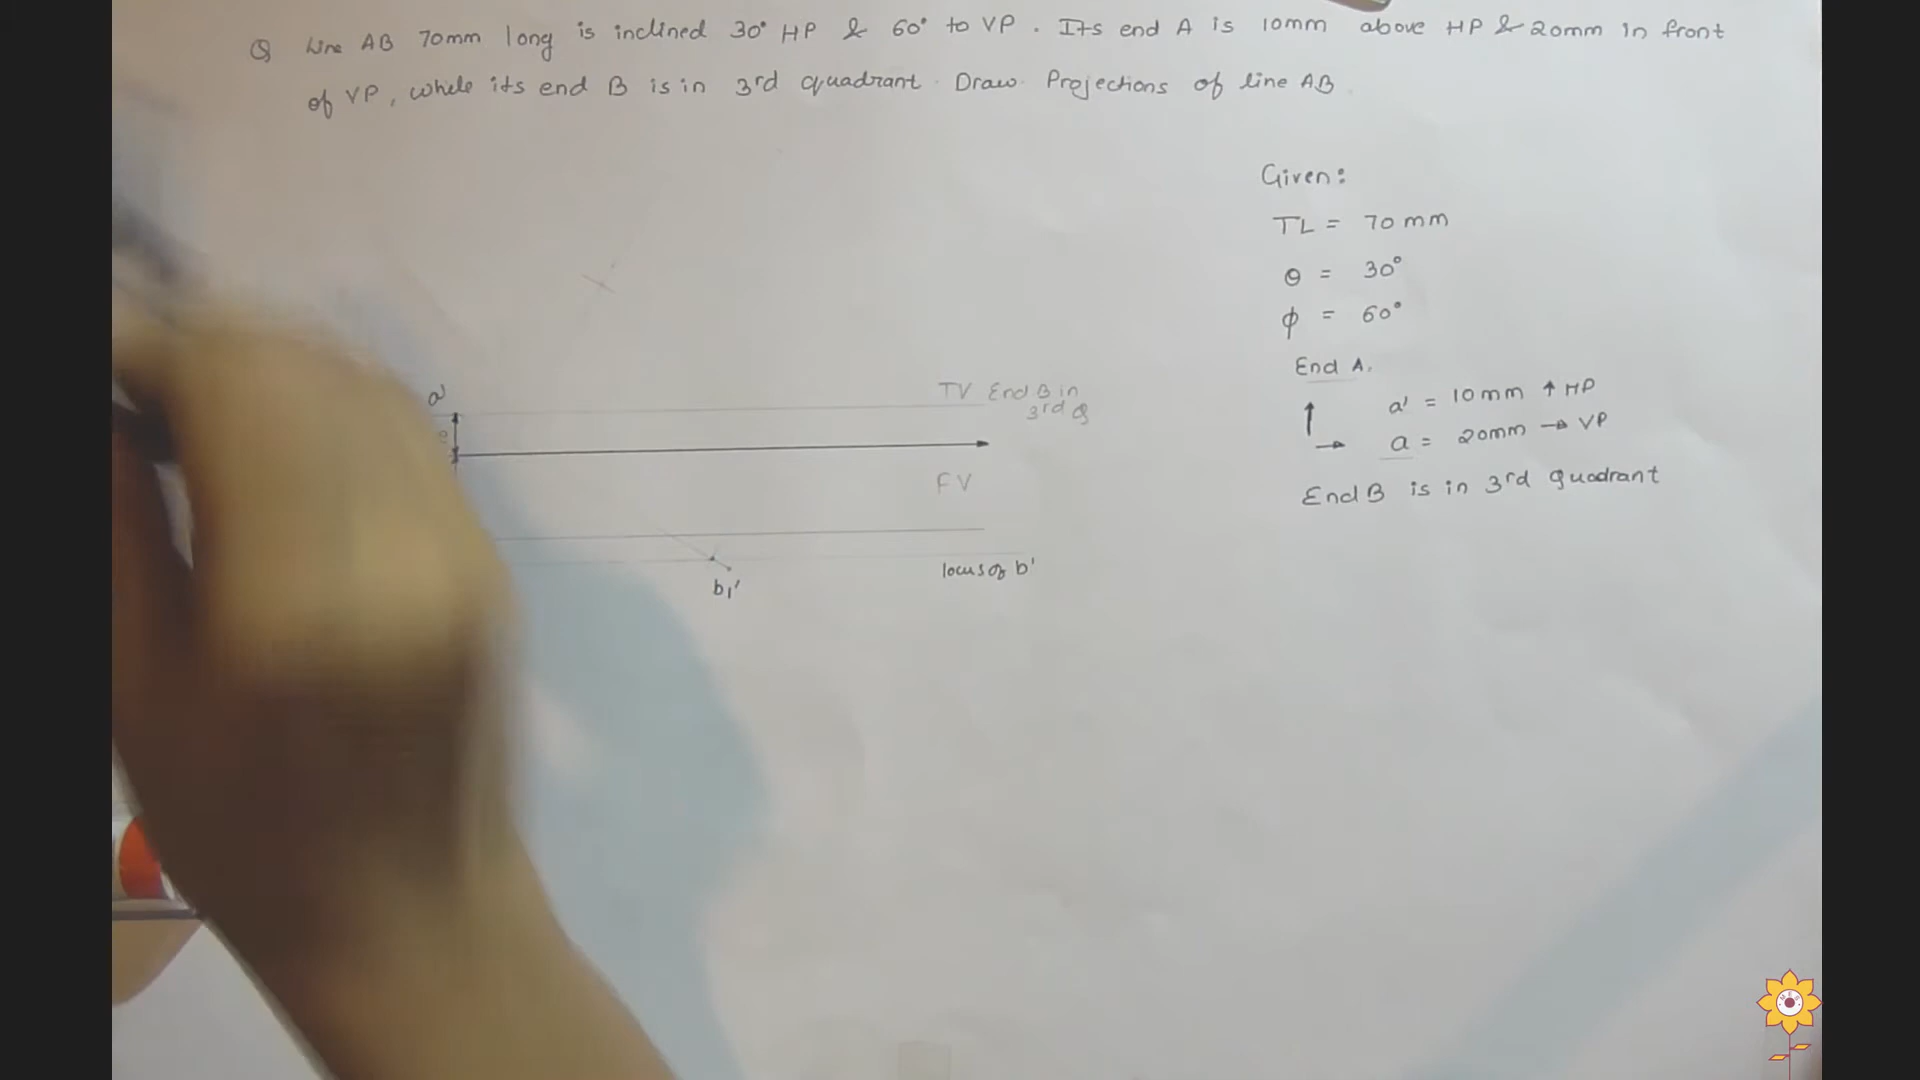 Q Line AB 70mm long is inclined 30° HP & 60° to VP. Its end A is 10mm above HP & 20mm in front
of VP, while its end B is in 3rd quadrant. Draw Projections of line AB.
Given:
TL = 70 mm
θ = 30°
ϕ = 60°
End A.
↑ a' = 10mm ↑ HP
→ a = 20mm → VP
End B is in 3rd quadrant
a'
TV End B in
3rd Q
FV
locus of b'
b₁'